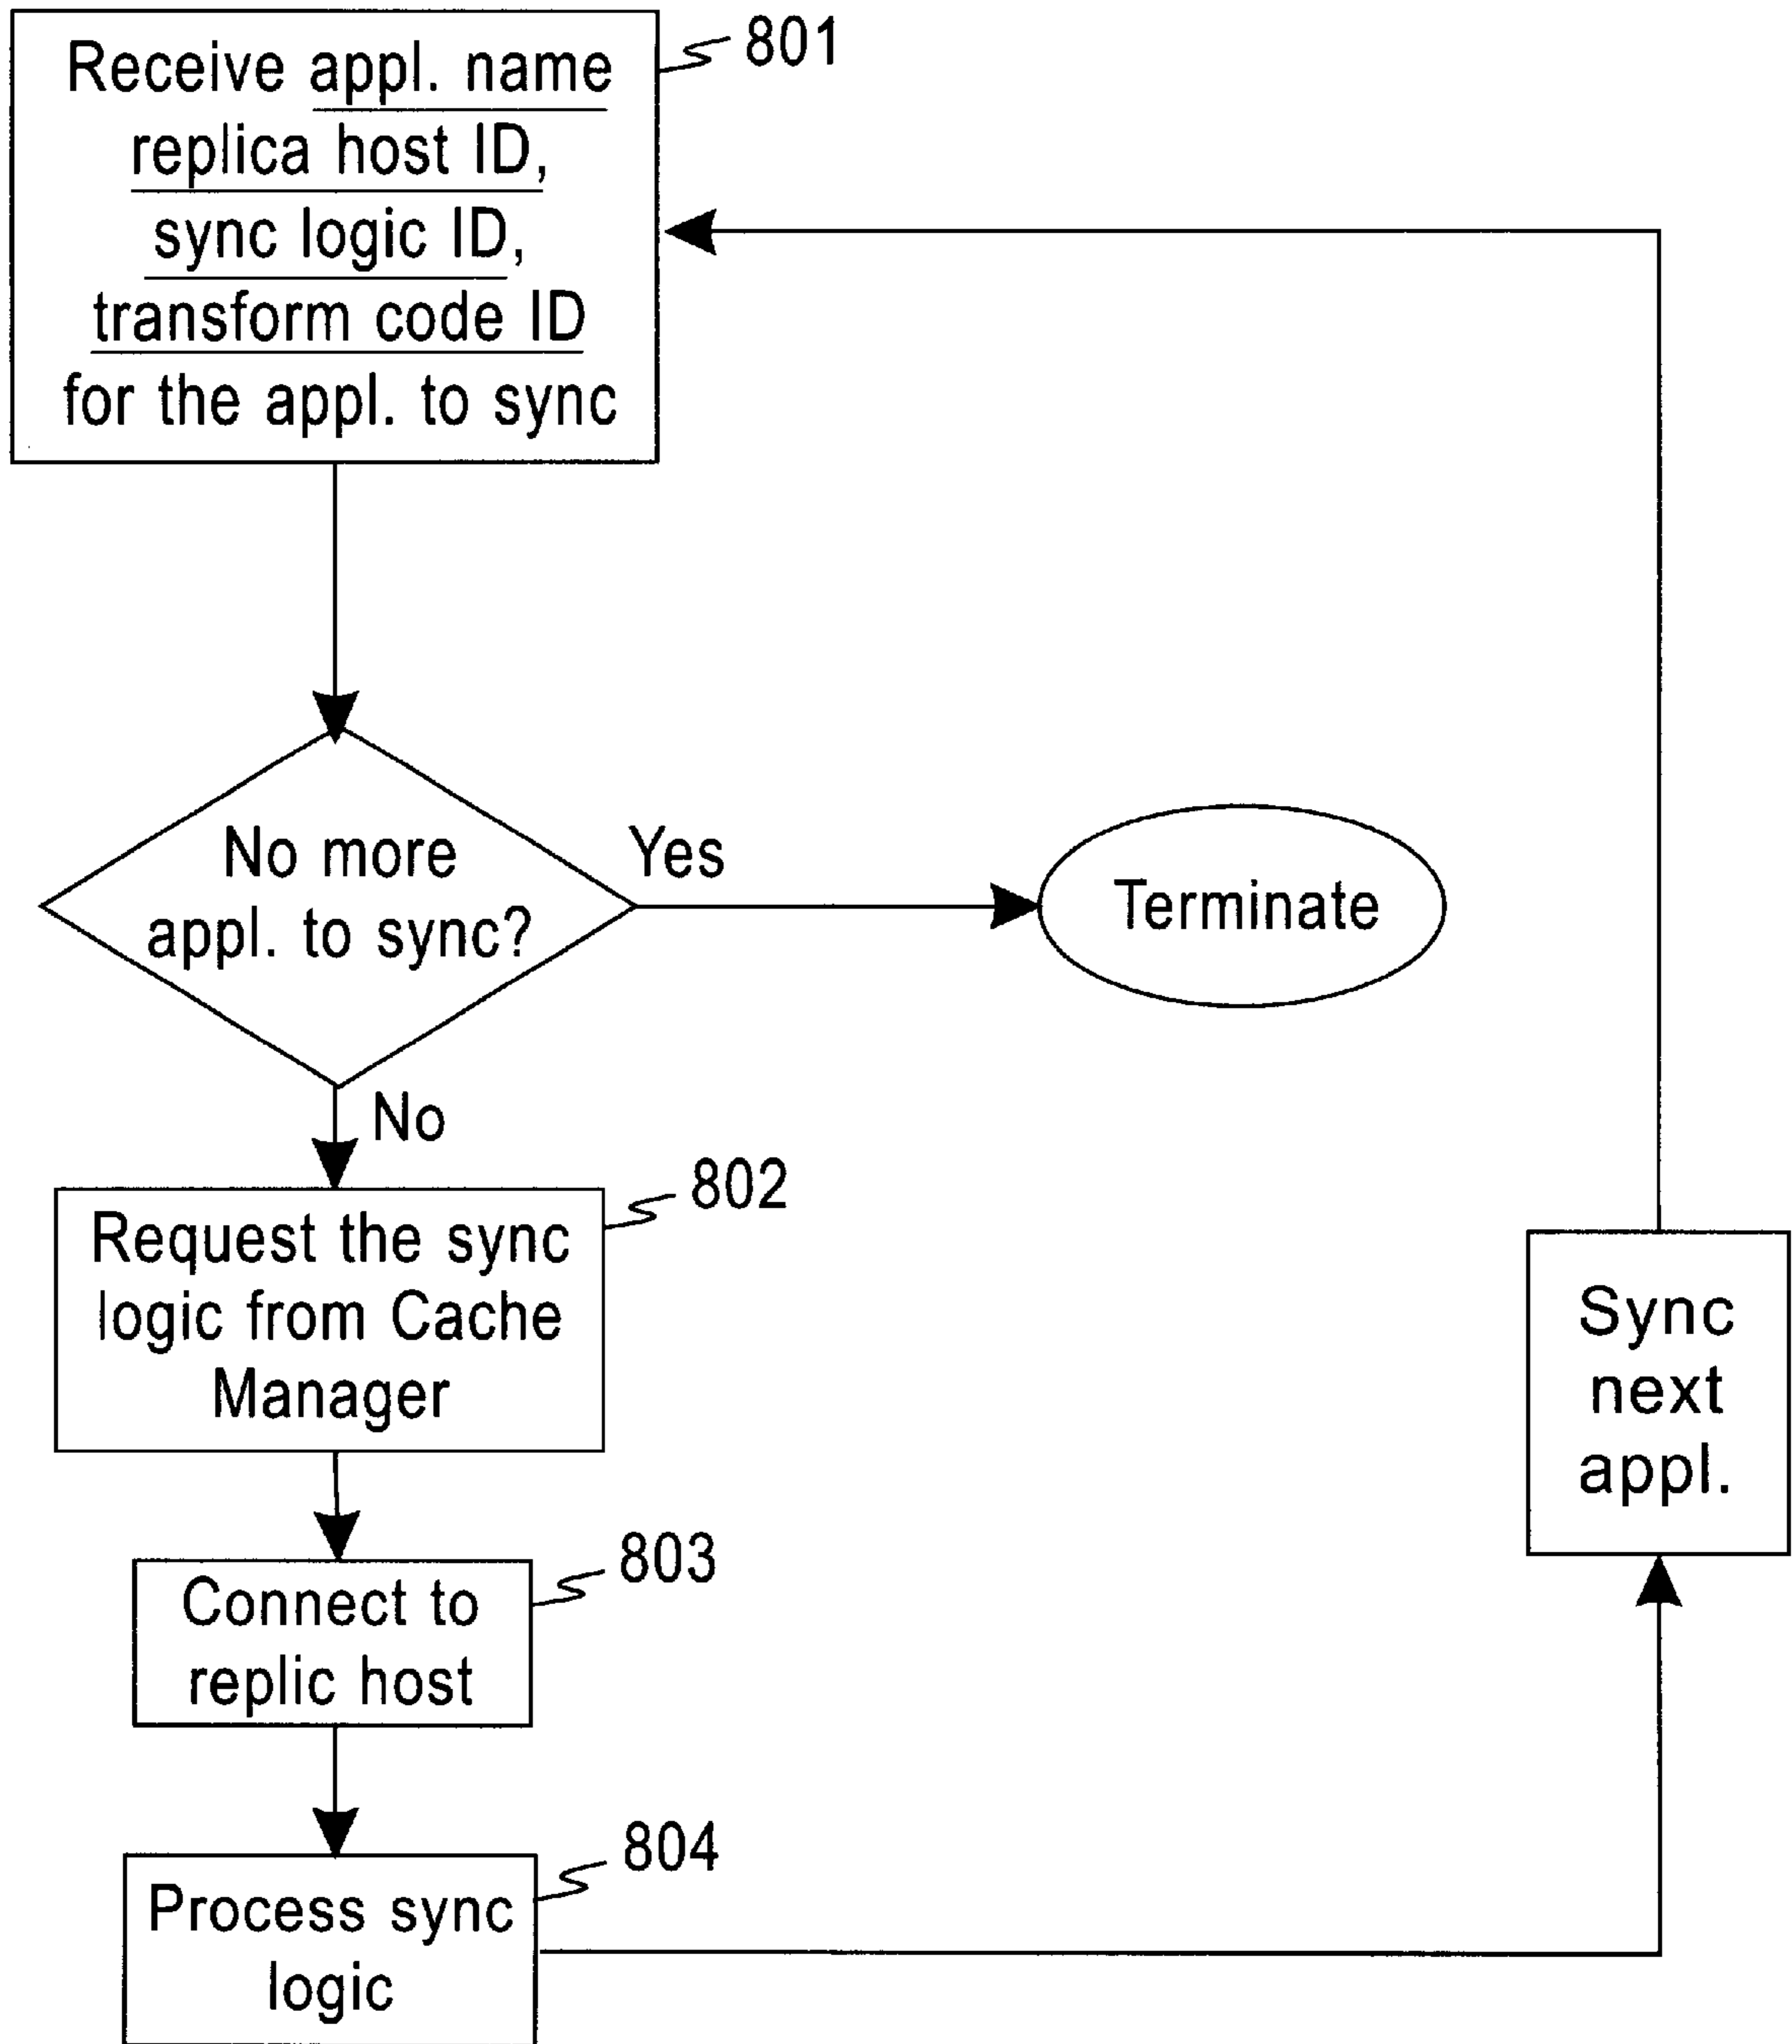 Receive appl. name
replica host ID,
sync logic ID,
transform code ID
for the appl. to sync
801
No more
appl. to sync?
Yes
Terminate
No
Request the sync
logic from Cache
Manager
802
Connect to
replic host
803
Process sync
logic
804
Sync
next
appl.